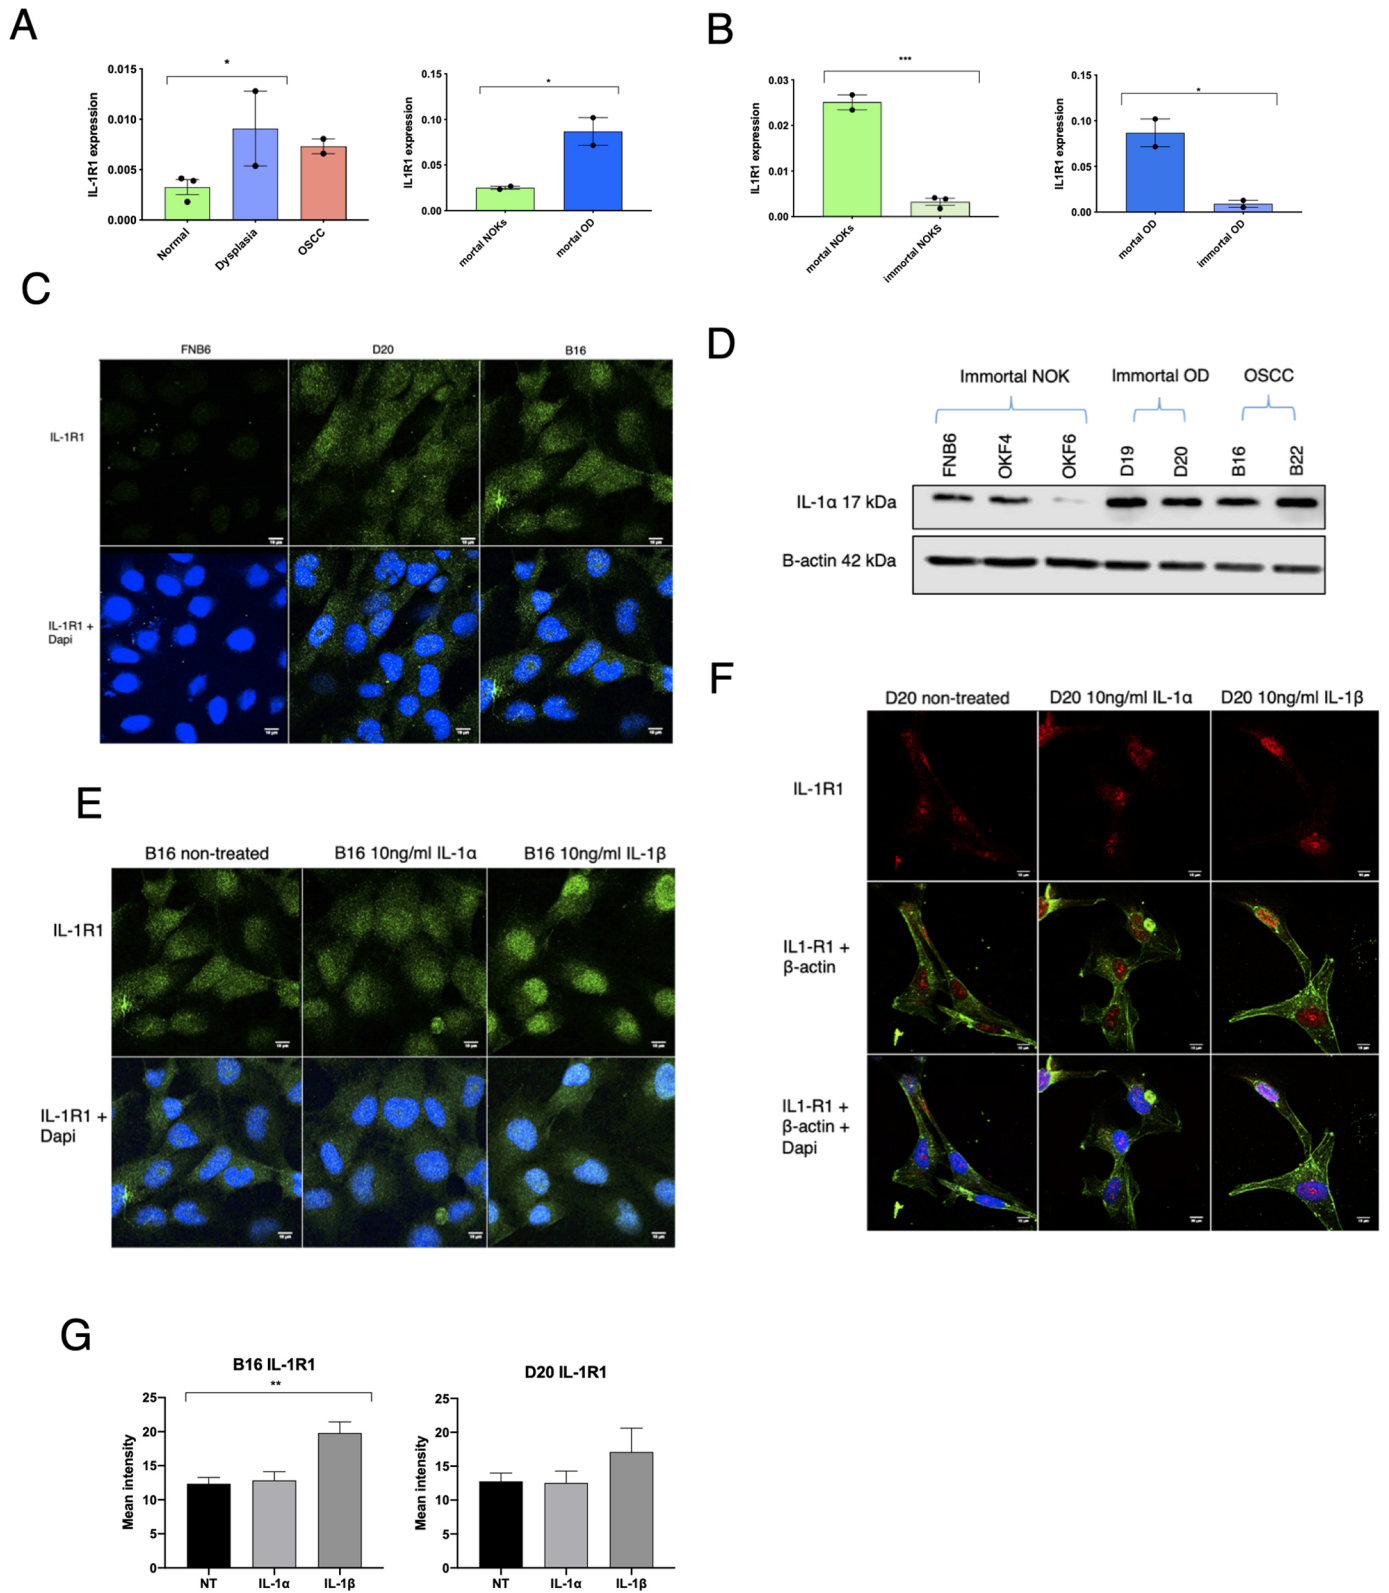 A
B
IL-1R1 expression
0.015
0.010
0.005
0.000
*
Normal
Dysplasia
OSCC
IL1R1 expression
0.15
0.10
0.05
0.00
*
mortal NOKs
mortal OD
IL1R1 expression
0.03
0.02
0.01
0.00
***
mortal NOKs
immortal NOKS
IL1R1 expression
0.15
0.10
0.05
0.00
*
mortal OD
immortal OD
C
FNB6
D20
B16
IL-1R1
IL-1R1 +
Dapi
D
Immortal NOK
Immortal OD
OSCC
FNB6
OKF4
OKF6
D19
D20
B16
B22
IL-1α 17 kDa
B-actin 42 kDa
E
B16 non-treated
B16 10ng/ml IL-1α
B16 10ng/ml IL-1β
IL-1R1
IL-1R1 +
Dapi
F
D20 non-treated
D20 10ng/ml IL-1α
D20 10ng/ml IL-1β
IL-1R1
IL1-R1 +
β-actin
IL1-R1 +
β-actin +
Dapi
G
B16 IL-1R1
**
Mean intensity
25
20
15
10
5
0
NT
IL-1α
IL-1β
D20 IL-1R1
Mean intensity
25
20
15
10
5
0
NT
IL-1α
IL-1β